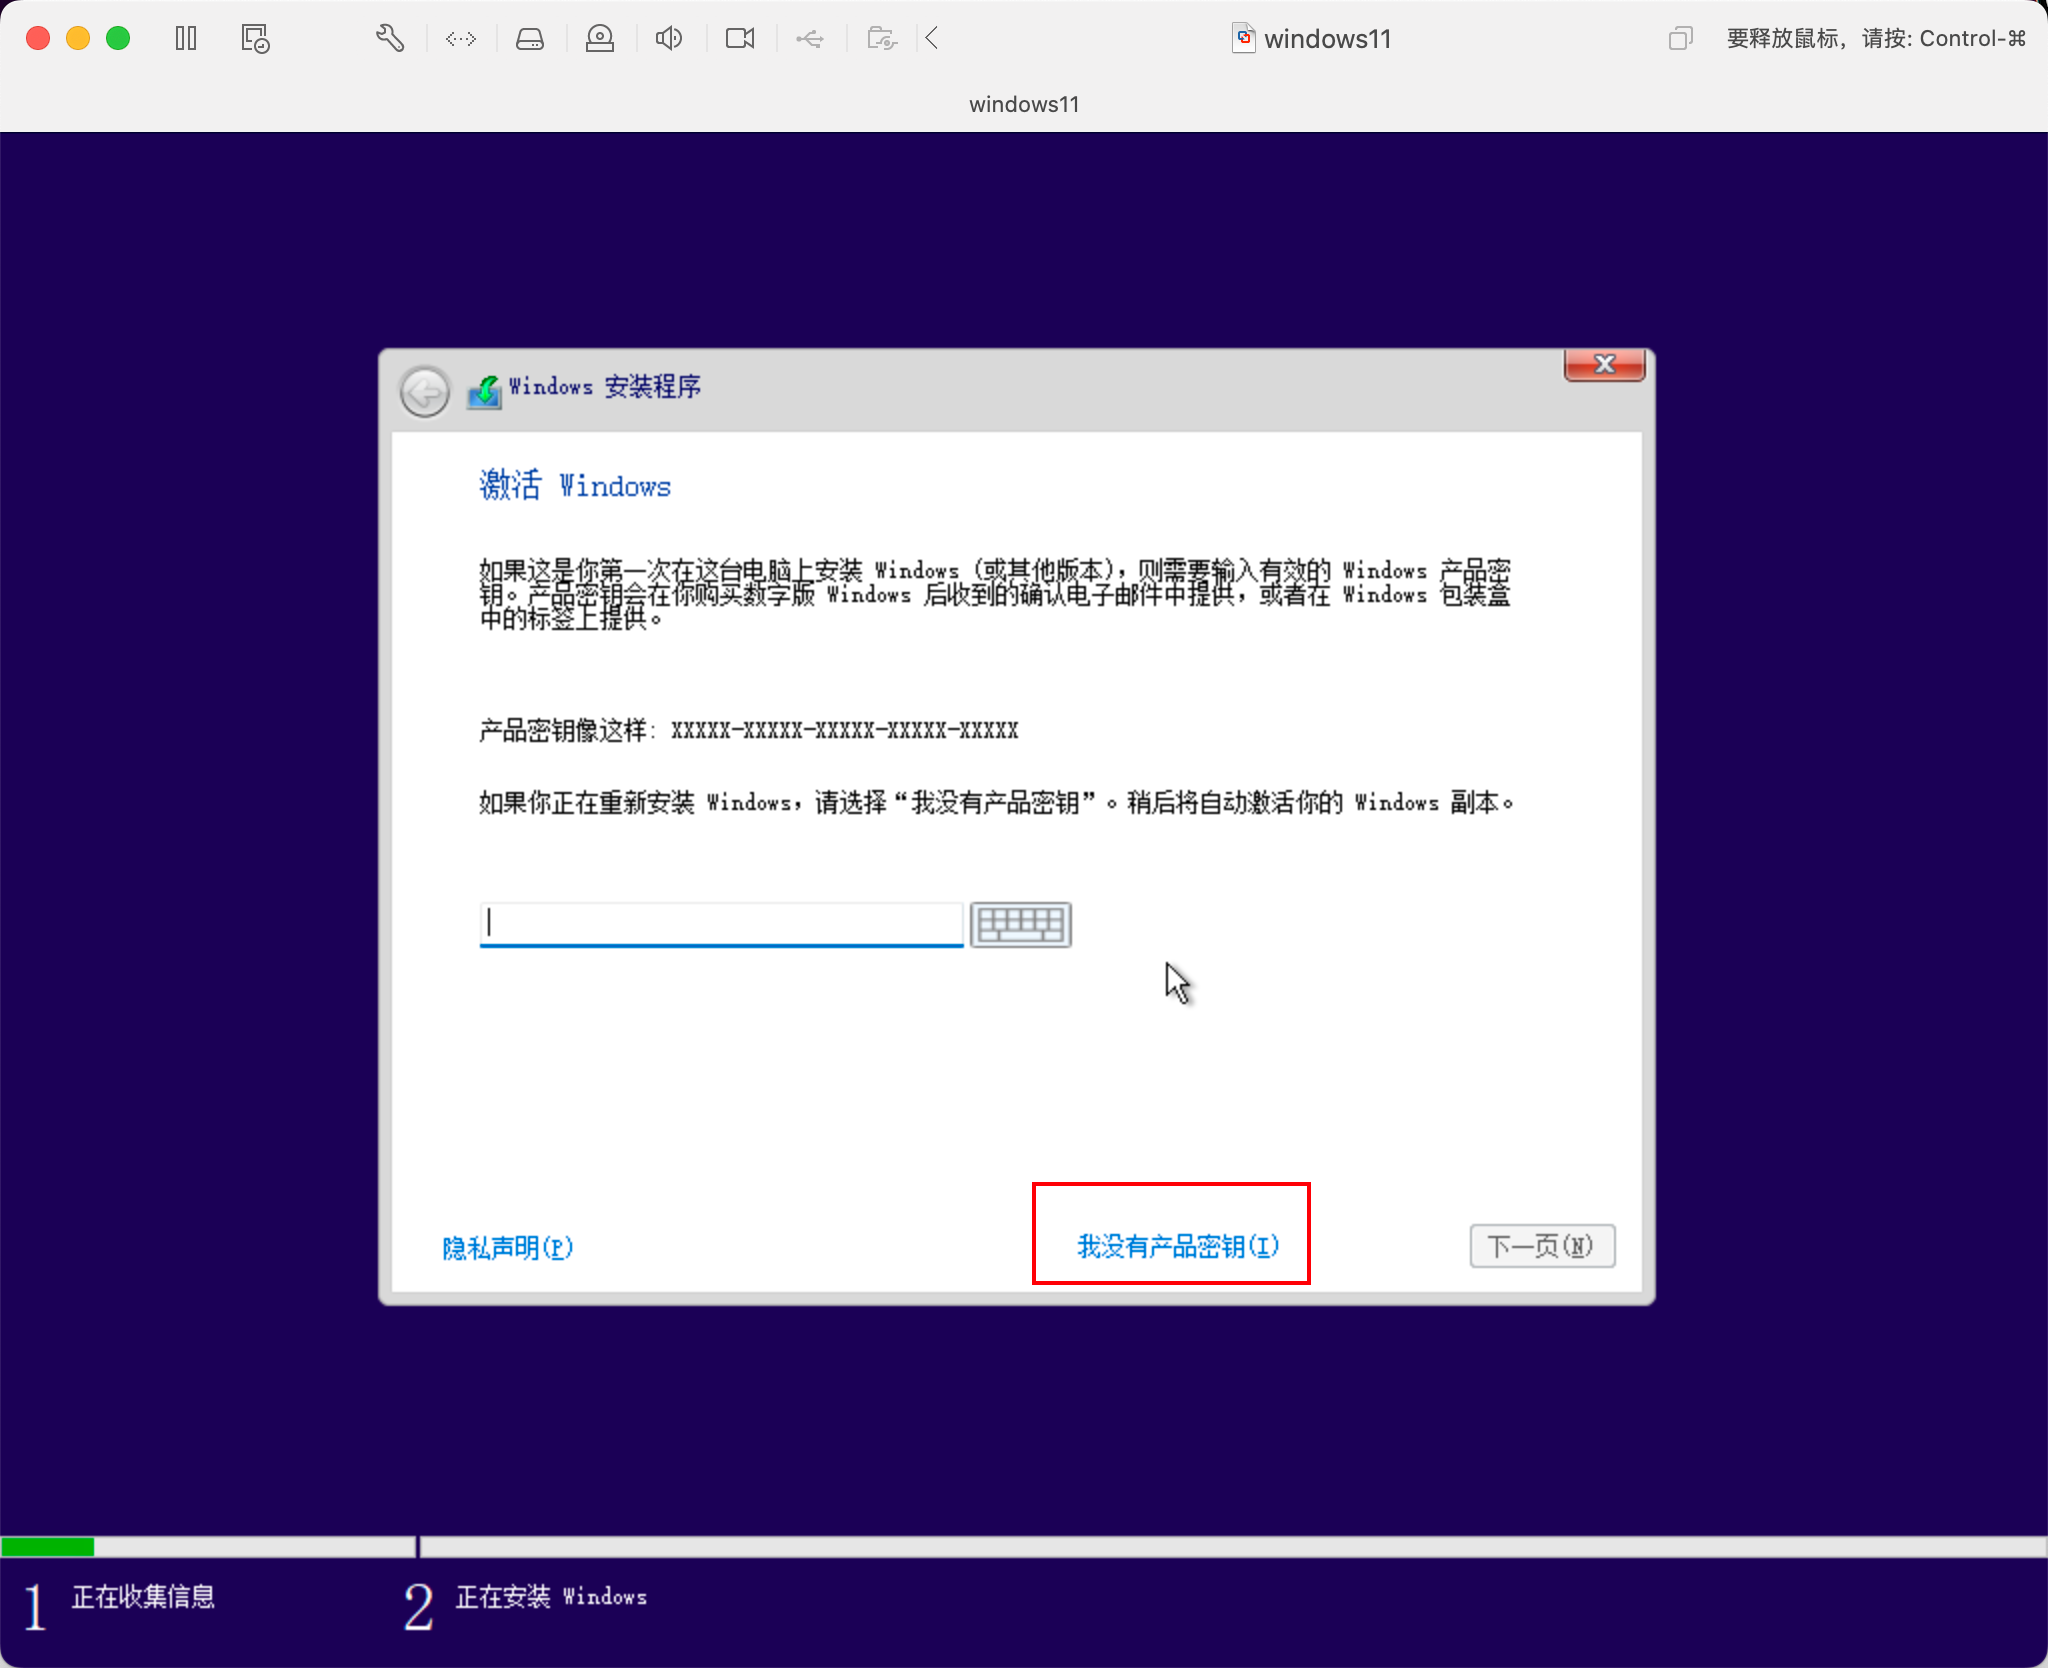 windows11
要释放鼠标，请按: Control-⌘
windows11
Windows 安装程序
激活 Windows
如果这是你第一次在这台电脑上安装 Windows (或其他版本)，则需要输入有效的 Windows 产品密
钥。产品密钥会在你购买数字版 Windows 后收到的确认电子邮件中提供，或者在 Windows 包装盒
中的标签上提供。
产品密钥像这样: XXXXX-XXXXX-XXXXX-XXXXX-XXXXX
如果你正在重新安装 Windows，请选择“我没有产品密钥”。稍后将自动激活你的 Windows 副本。
隐私声明(P)
我没有产品密钥(I)
下一页(N)
1 正在收集信息
2 正在安装 Windows